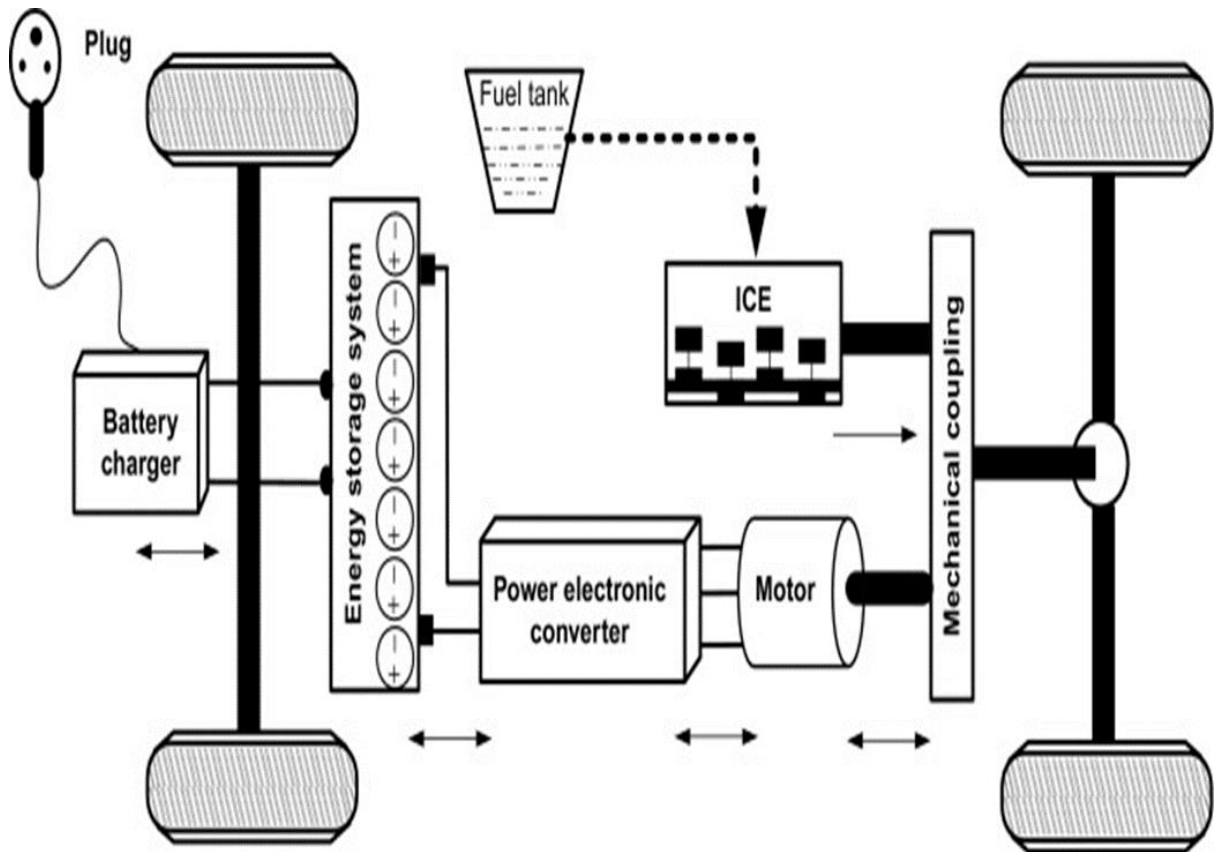 Plug
Fuel tank
ICE
Energy storage system
Mechanical coupling
Battery
charger
Power electronic
converter
Motor